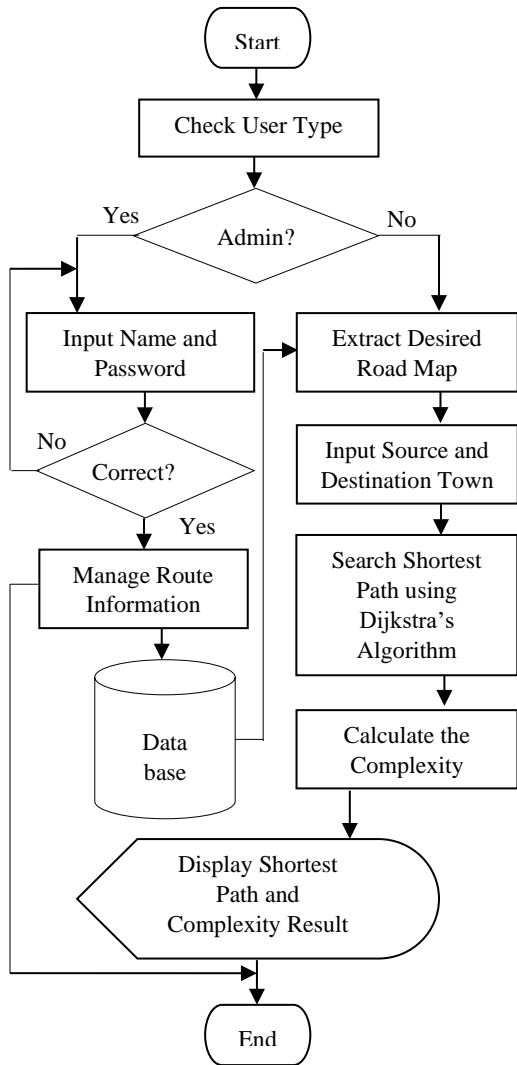 Start
Check User Type
Yes
Admin?
No
Input Name and
Password
Extract Desired
Road Map
No
Correct?
Yes
Input Source and
Destination Town
Manage Route
Information
Search Shortest
Path using
Dijkstra's
Algorithm
Data
base
Calculate the
Complexity
Display Shortest
Path and
Complexity Result
End